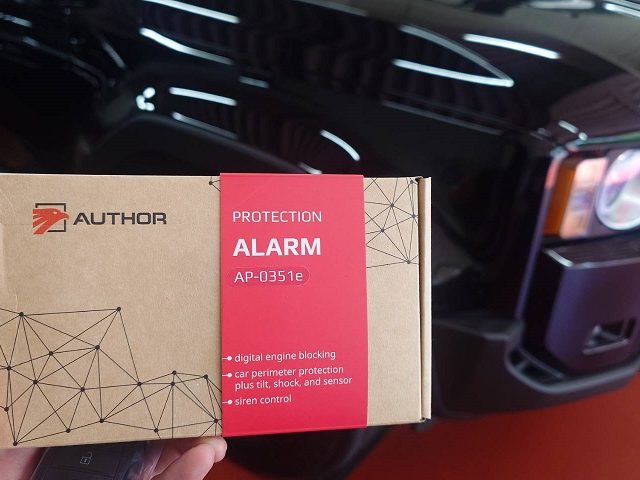 AUTHOR
PROTECTION
ALARM
AP-0351e
digital engine blocking
car perimeter protection
plus tilt, shock, and sensor
siren control